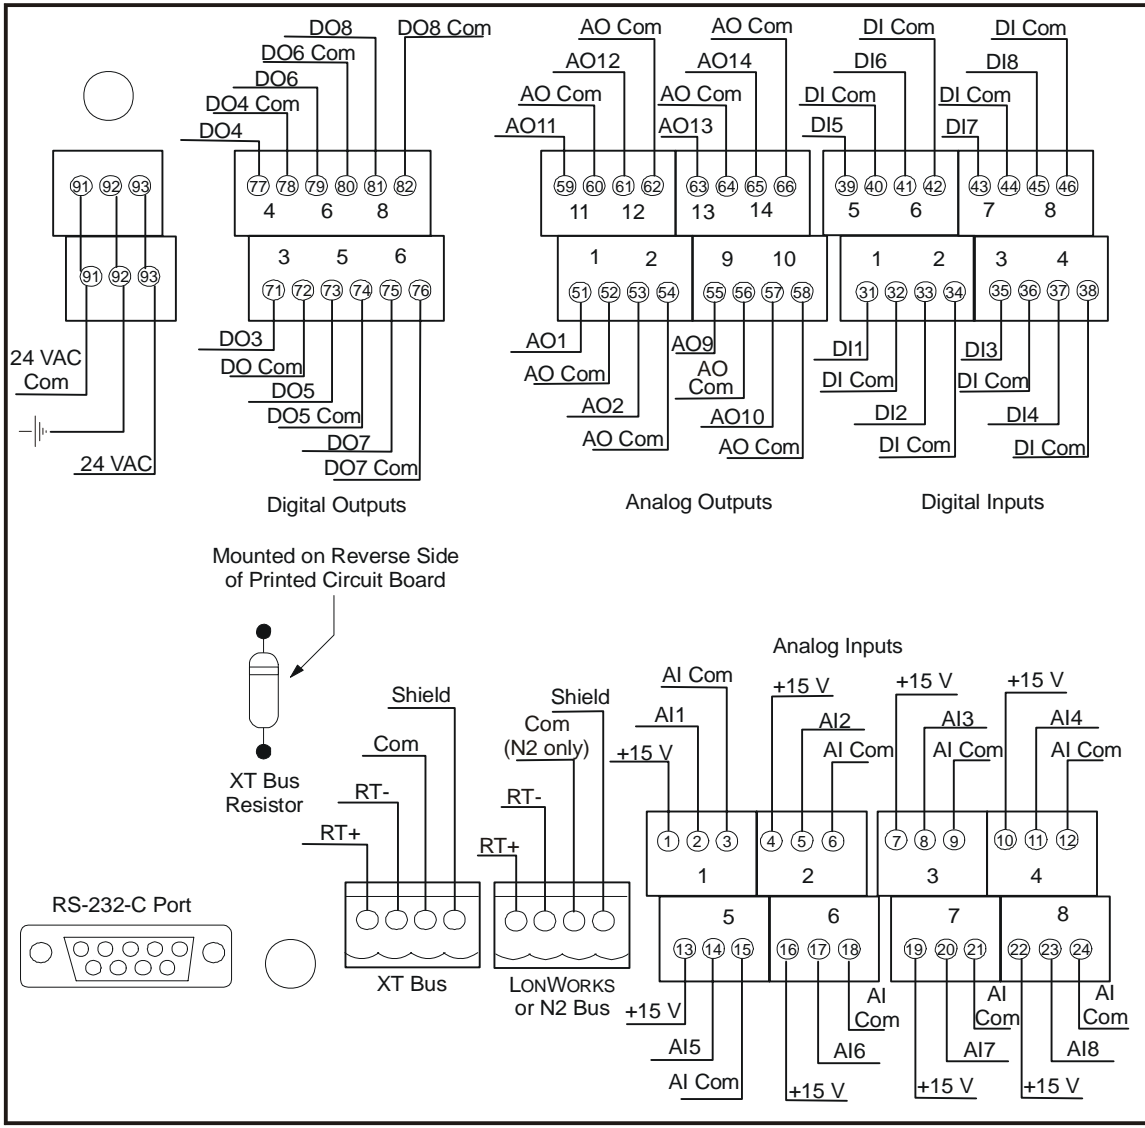 DO8 DO8 Com AO Com AO Com DI Com DI Com
DO6 Com AO12 AO14 DI6 DI8
DO6
DO4 Com AO Com AO Com DI Com DI Com
DO4 AO11 AO13 DI5 DI7
91 92 93 77 78 79 80 81 82 59 60 61 62 63 64 65 66 39 40 41 42 43 44 45 46
4 6 8 11 12 13 14 5 6 7 8
3 5 6 1 2 9 10 1 2 3 4
91 92 93 71 72 73 74 75 76 51 52 53 54 55 56 57 58 31 32 33 34 35 36 37 38
24 VAC
Com
DO3
DO Com
DO5
DO5 Com
DO7
DO7 Com
24 VAC
AO1
AO Com
AO2
AO Com
AO9
AO
Com
AO10
AO Com
DI1
DI Com
DI2
DI Com
DI3
DI Com
DI4
DI Com
Digital Outputs
Analog Outputs
Digital Inputs
Mounted on Reverse Side
of Printed Circuit Board
XT Bus
Resistor
Shield
Com
RT-
RT+
XT Bus
Shield
Com
(N2 only)
RT-
RT+
LONWORKS
or N2 Bus
RS-232-C Port
Analog Inputs
AI Com +15 V +15 V +15 V
AI1 AI2 AI3 AI4
+15 V AI Com AI Com AI Com
1 2 3 4 5 6 7 8 9 10 11 12
1 2 3 4
5 6 7 8
13 14 15 16 17 18 19 20 21 22 23 24
+15 V
AI5
AI Com
AI
Com
AI6
+15 V
AI
Com
AI7
+15 V
AI
Com
AI8
+15 V